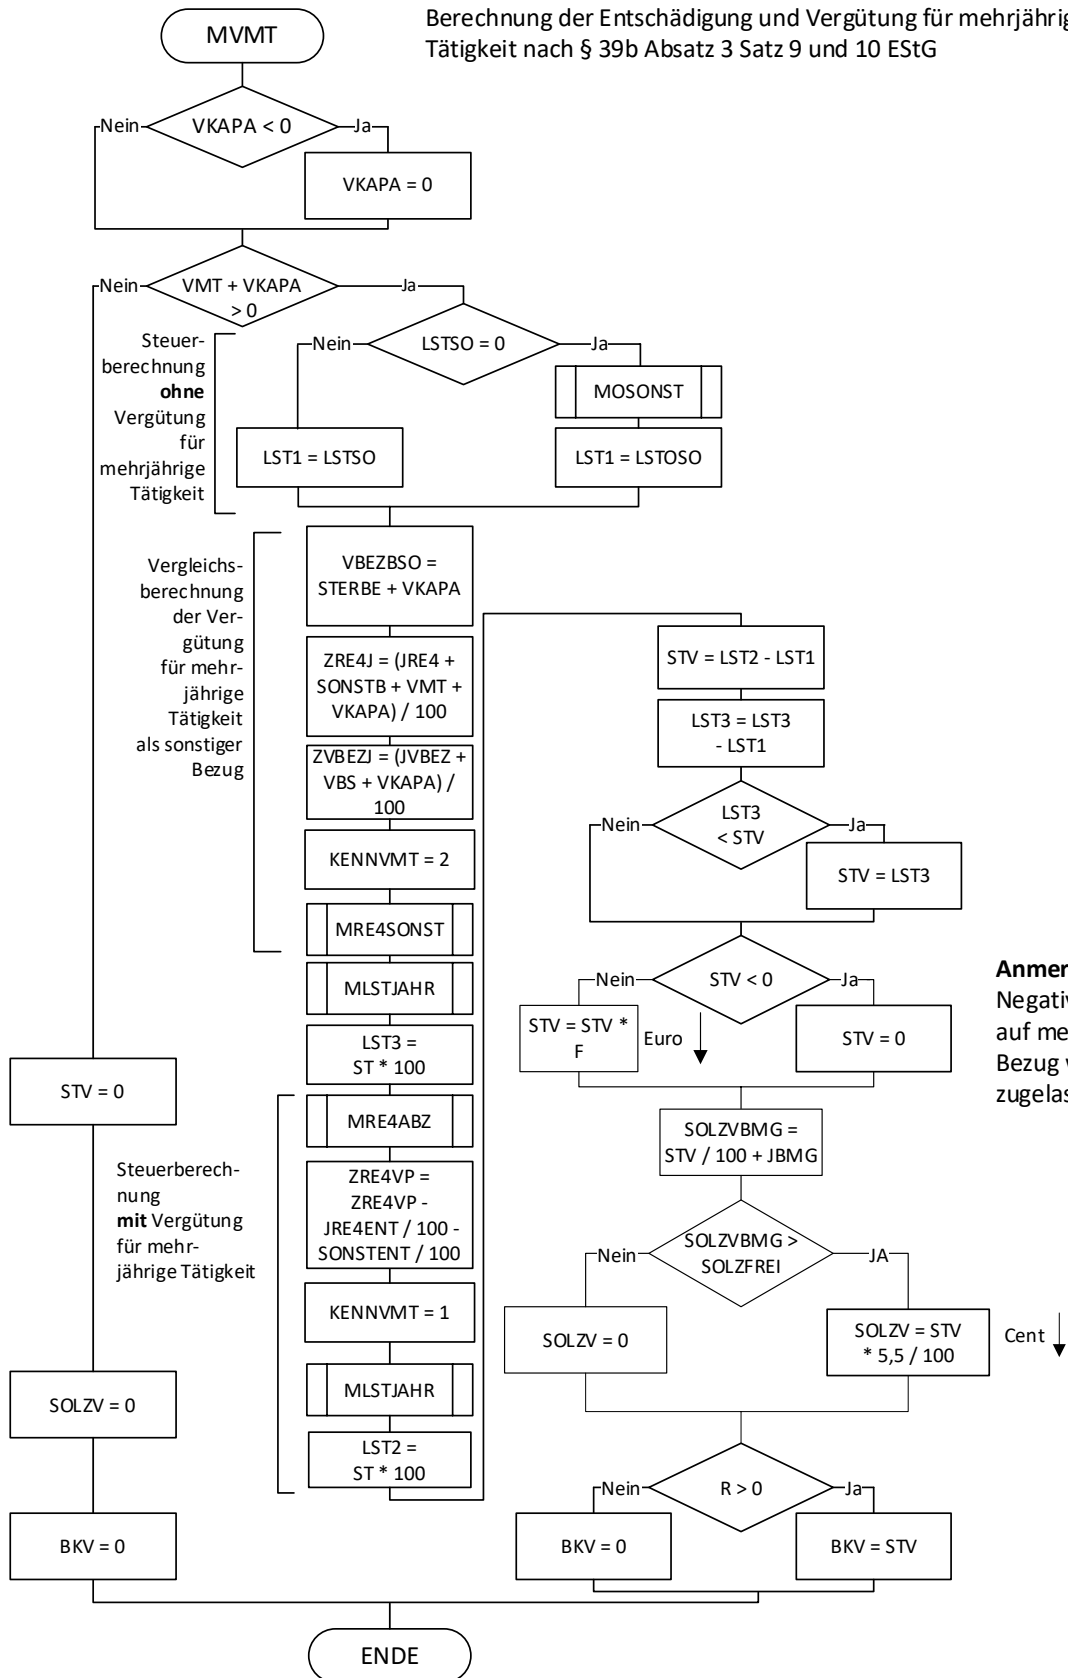 MVMT
Berechnung der Entschädigung und Vergütung für mehrjährig
Tätigkeit nach § 39b Absatz 3 Satz 9 und 10 EStG
Nein
VKAPA < 0
Ja
VKAPA = 0
Nein
VMT + VKAPA
> 0
Ja
Steuer-
berechnung
ohne
Vergütung
für
mehrjährige
Tätigkeit
Nein
LSTSO = 0
Ja
MOSONST
LST1 = LSTSO
LST1 = LSTOSO
Vergleichs-
berechnung
der Ver-
gütung
für mehr-
jährige
Tätigkeit
als sonstiger
Bezug
VBEZBSO =
STERBE + VKAPA
ZRE4J = (JRE4 +
SONSTB + VMT +
VKAPA) / 100
ZVBEZJ = (JVBEZ +
VBS + VKAPA) /
100
KENNVMT = 2
MRE4SONST
MLSTJAHR
LST3 =
ST * 100
STV = 0
MRE4ABZ
Steuerberech-
nung
mit Vergütung
für mehr-
jährige Tätigkeit
ZRE4VP =
ZRE4VP -
JRE4ENT / 100 -
SONSTENT / 100
KENNVMT = 1
MLSTJAHR
LST2 =
ST * 100
SOLZV = 0
BKV = 0
STV = LST2 - LST1
LST3 = LST3
- LST1
Nein
LST3
< STV
Ja
STV = LST3
Nein
STV < 0
Ja
STV = STV *
F
Euro
STV = 0
Anmer
Negativ
auf me
Bezug
zugelas
SOLZVBMG =
STV / 100 + JBMG
Nein
SOLZVBMG >
SOLZFREI
JA
SOLZV = 0
SOLZV = STV
* 5,5 / 100
Cent
Nein
R > 0
Ja
BKV = 0
BKV = STV
ENDE